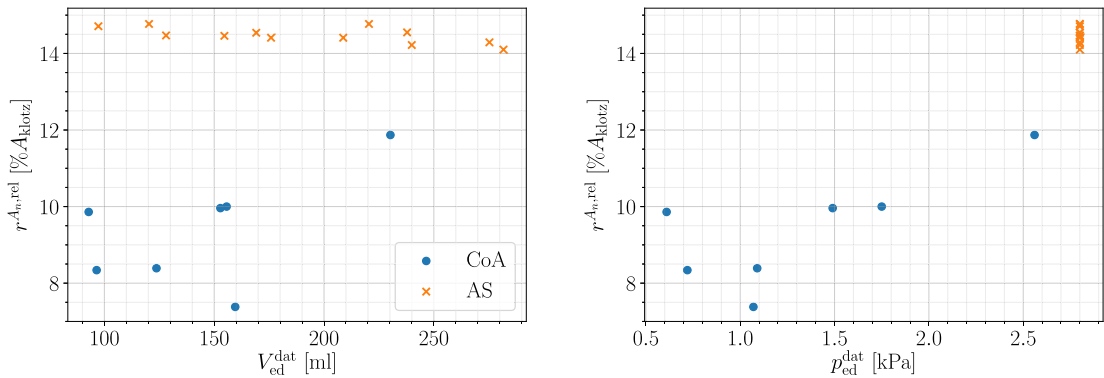 14
12
10
8
r^{A_n,rel} [%A_klotz]
CoA
AS
100
150
200
250
V_ed^dat [ml]
14
12
10
8
r^{A_n,rel} [%A_klotz]
0.5
1.0
1.5
2.0
2.5
p_ed^dat [kPa]